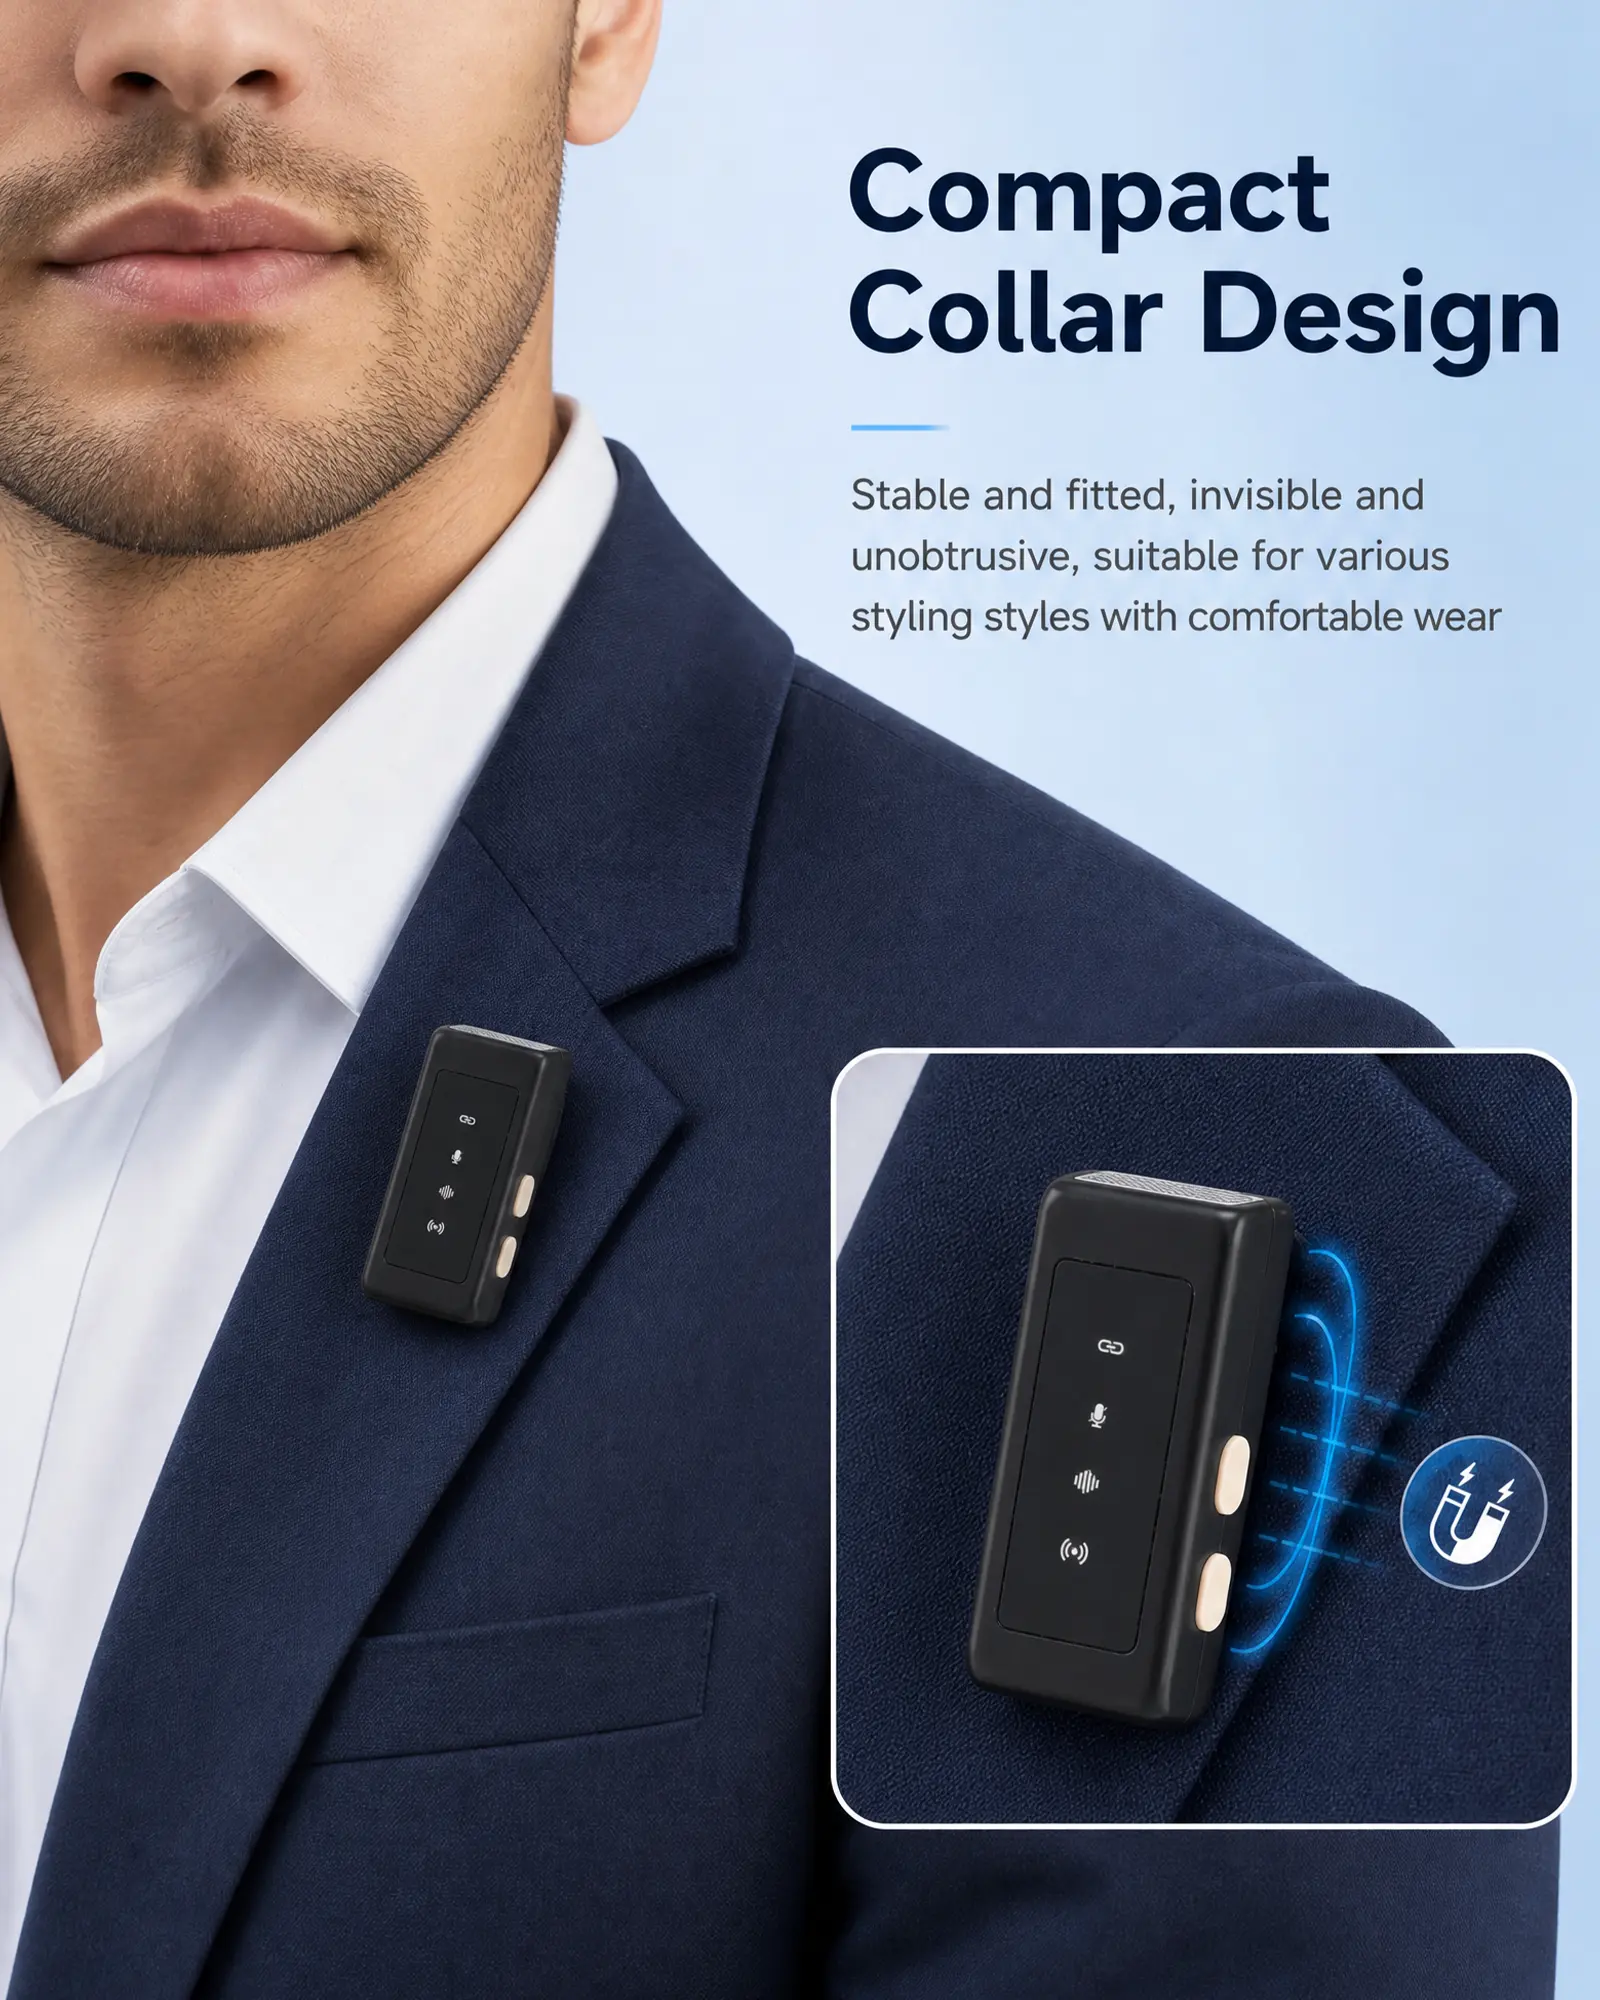 Compact
Collar Design
Stable and fitted, invisible and
unobtrusive, suitable for various
styling styles with comfortable wear